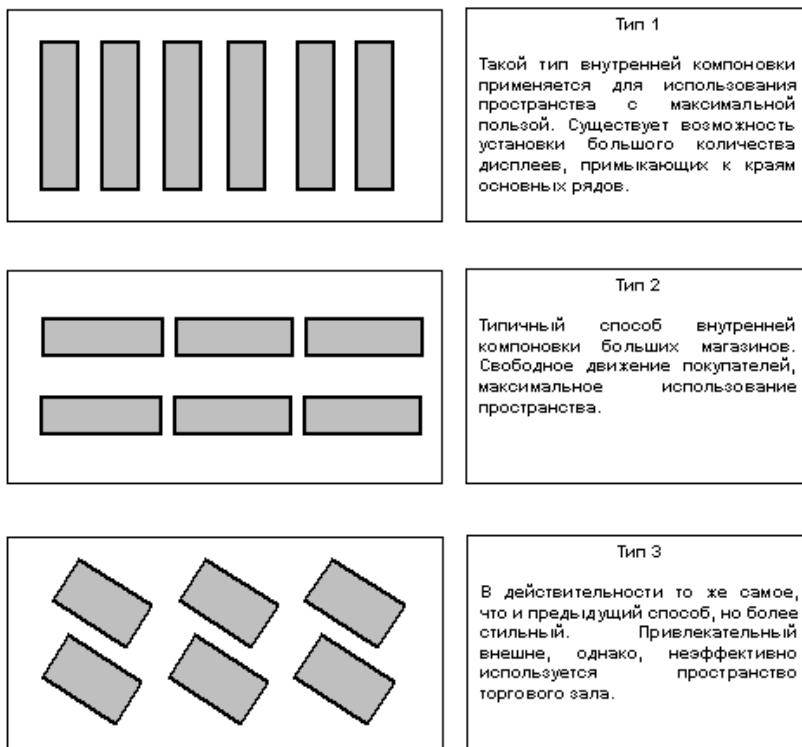 Тип 1
Такой тип внутренней компоновки
применяется для использования
пространства с максимальной
пользой. Существует возможность
установки большого количества
дисплеев, примыкающих к краям
основных рядов.
Тип 2
Типичный способ внутренней
компоновки больших магазинов.
Свободное движение покупателей,
максимальное использование
пространства.
Тип 3
В действительности то же самое,
что и предыдущий способ, но более
стильный. Привлекательный
внешне, однако, неэффективно
используется пространство
торгового зала.